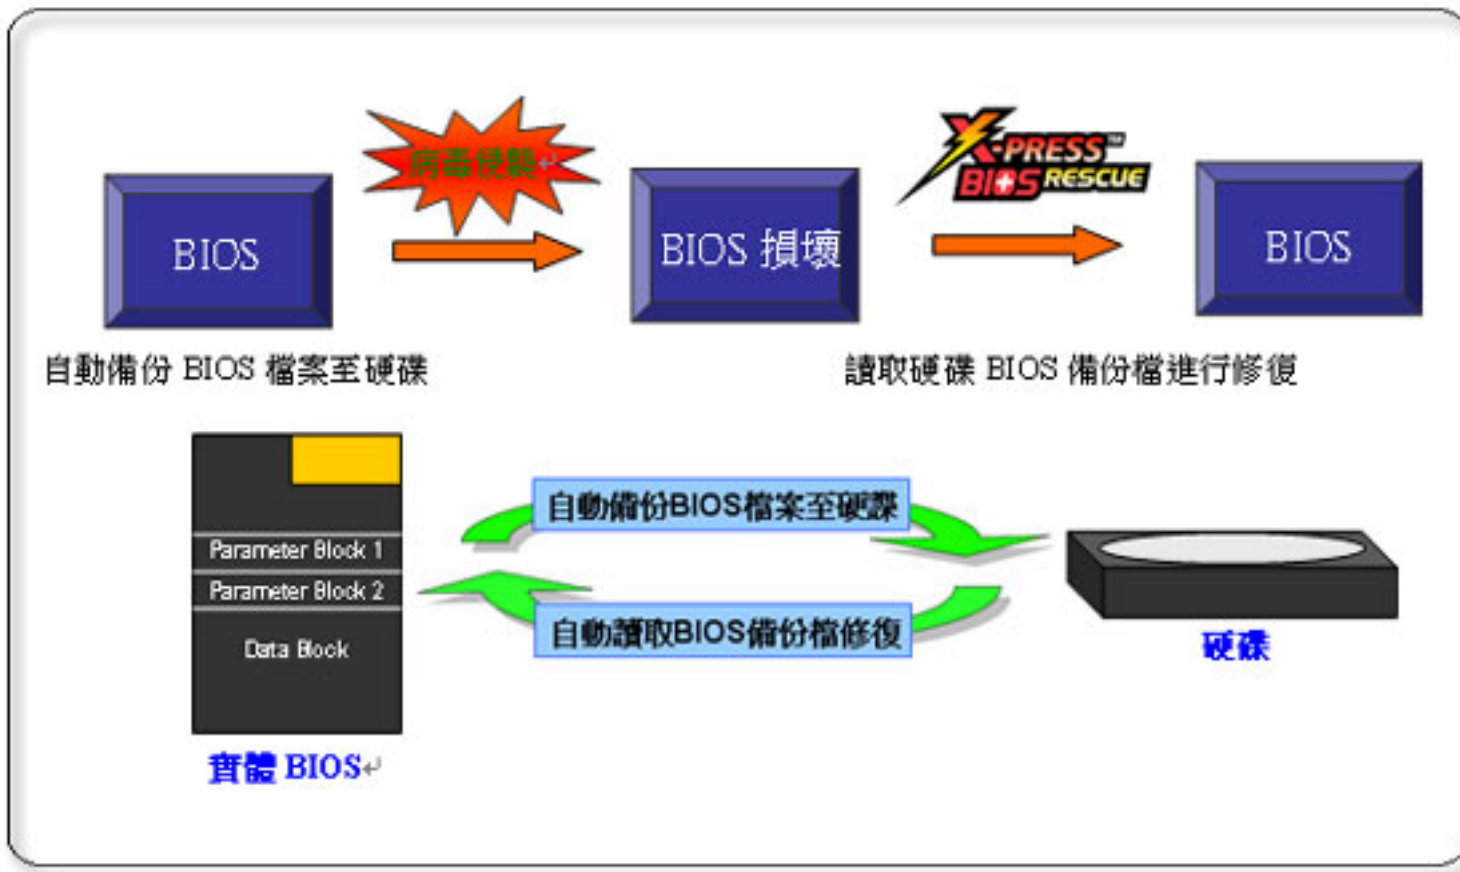 病毒侵襲
X-PRESS™
BIOS RESCUE
BIOS
BIOS 損壞
BIOS
自動備份 BIOS 檔案至硬碟
讀取硬碟 BIOS 備份檔進行修復
自動備份BIOS檔案至硬諜
Parameter Block 1
Parameter Block 2
自動讀取BIOS備份檔修復
Data Block
硬碟
實體 BIOS